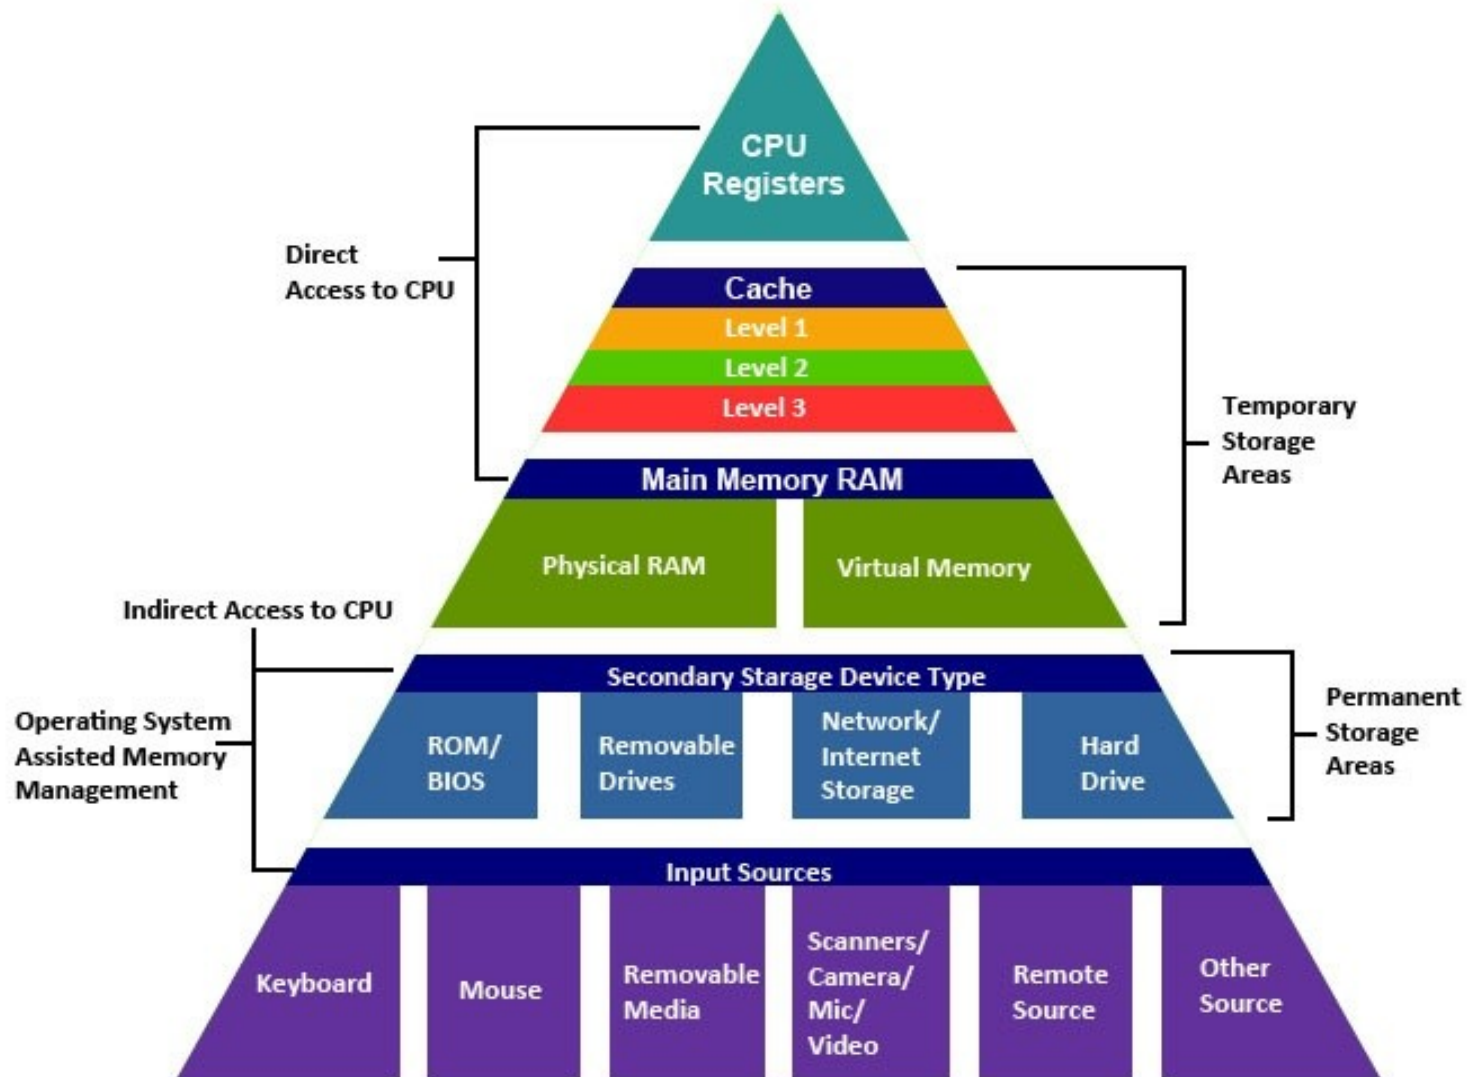 CPU
Registers
Direct
Access to CPU
Cache
Level 1
Level 2
Level 3
Temporary
Storage
Areas
Main Memory RAM
Physical RAM
Virtual Memory
Indirect Access to CPU
Secondary Starage Device Type
Operating System
Assisted Memory
Management
ROM/
BIOS
Removable
Drives
Network/
Internet
Storage
Hard
Drive
Permanent
Storage
Areas
Input Sources
Keyboard
Mouse
Removable
Media
Scanners/
Camera/
Mic/
Video
Remote
Source
Other
Source